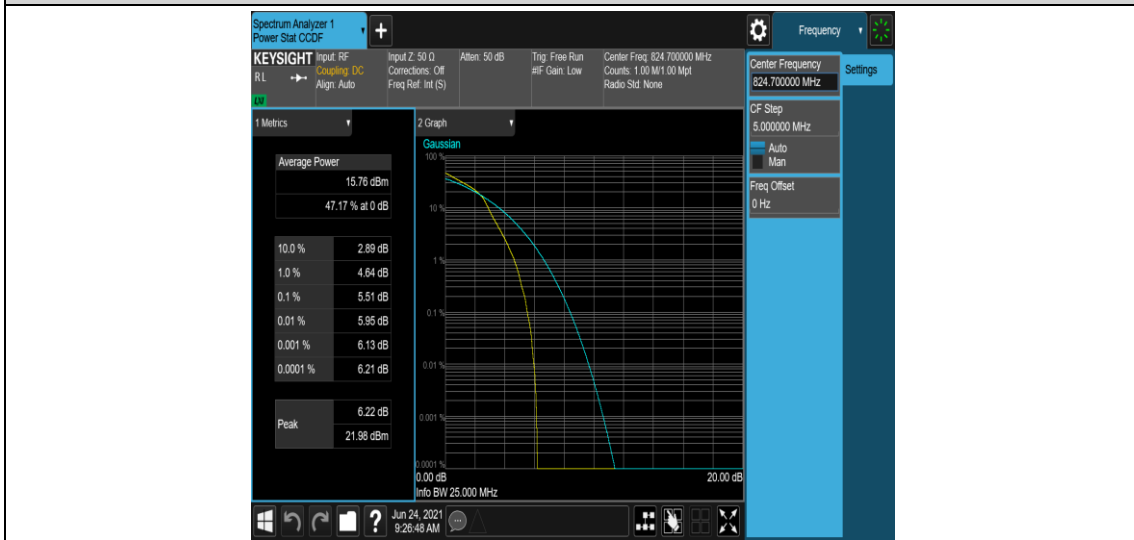 Spectrum Analyzer 1
Power Stat CCDF
Frequency
KEYSIGHT
RL
Input: RF
Coupling: DC
Align: Auto
Input Z: 50 Ω
Corrections: Off
Freq Ref: Int (S)
Atten: 50 dB
Trig: Free Run
#IF Gain: Low
Center Freq: 824.700000 MHz
Counts: 1.00 M/1.00 Mpt
Radio Std: None
Center Frequency
824.700000 MHz
Settings
CF Step
5.000000 MHz
Auto
Man
Freq Offset
0 Hz
1 Metrics
Average Power
15.76 dBm
47.17 % at 0 dB
10.0 % 2.89 dB
1.0 % 4.64 dB
0.1 % 5.51 dB
0.01 % 5.95 dB
0.001 % 6.13 dB
0.0001 % 6.21 dB
Peak
6.22 dB
21.98 dBm
2 Graph
Gaussian
100 %
10 %
1 %
0.1 %
0.01 %
0.001 %
0.0001 %
0.00 dB 20.00 dB
Info BW 25.000 MHz
Jun 24, 2021
9:26:48 AM